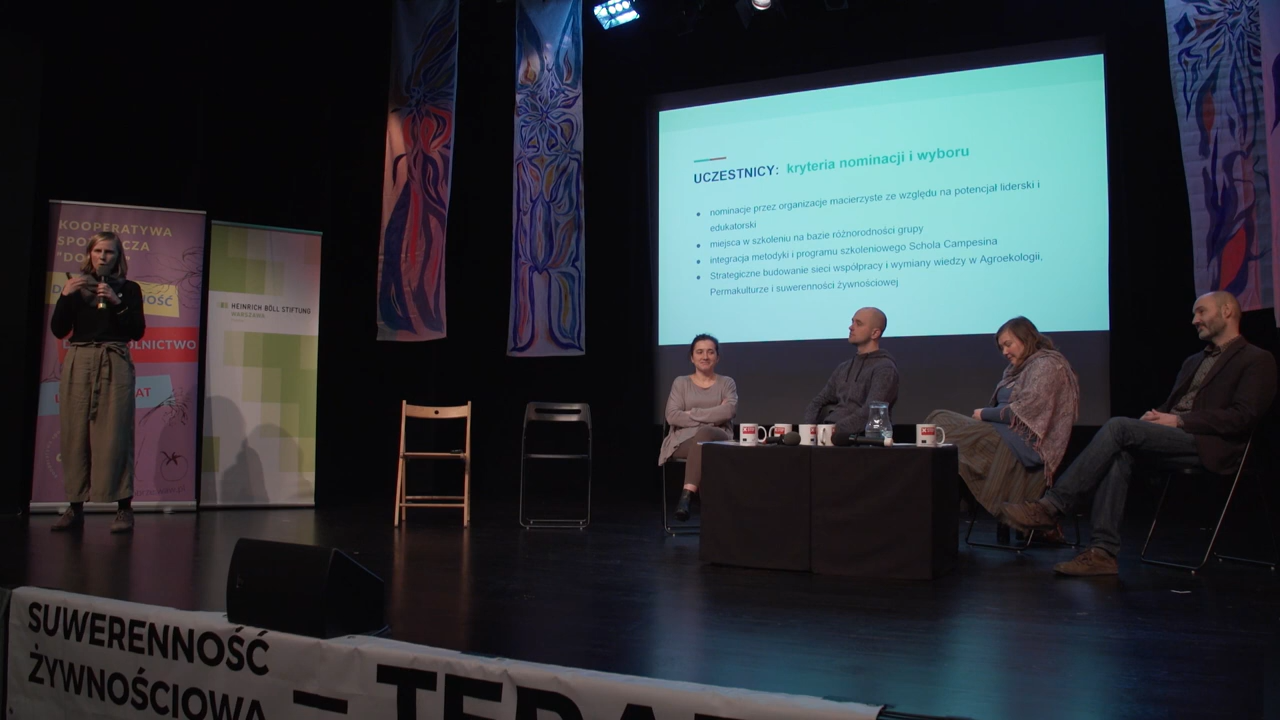 UCZESTNICY: kryteria nominacji i wyboru
nominacje przez organizacje macierzyste ze względu na potencjał liderski i
edukatorski
miejsca w szkoleniu na bazie różnorodności grupy
integracja metodyki i programu szkoleniowego Schola Campesina
Strategiczne budowanie sieci współpracy i wymiany wiedzy w Agroekologii,
Permakulturze i suwerenności żywnościowej
KOOPERATYWA
HEINRICH BÖLL STIFTUNG
WARSZAWA
SUWERENNOŚĆ
ŻYWNOŚCIOWA